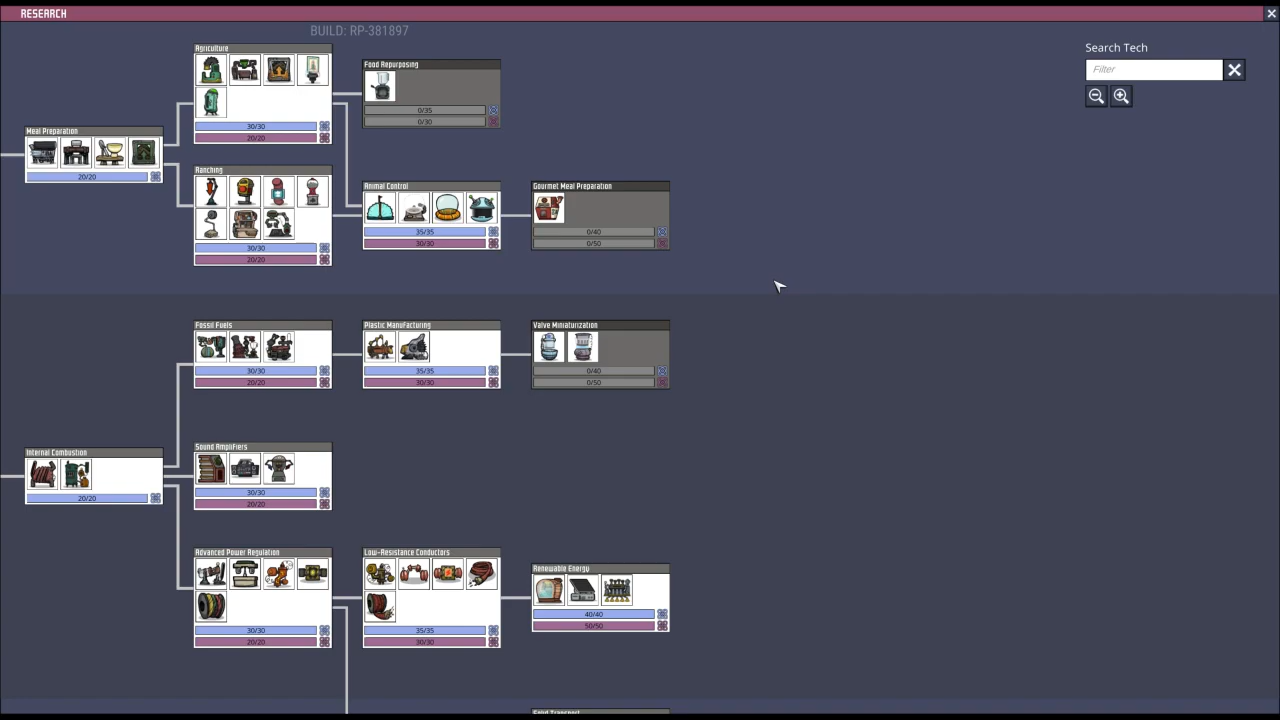 RESEARCH
BUILD: RP-381897
Search Tech
Filter
Agriculture
30/30
20/20
Food Repurposing
0/35
0/30
Meal Preparation
20/20
Ranching
30/30
20/20
Animal Control
35/35
30/30
Gourmet Meal Preparation
0/40
0/50
Fossil Fuels
30/30
20/20
Plastic Manufacturing
35/35
30/30
Valve Miniaturization
0/40
0/50
Internal Combustion
20/20
Sound Amplifiers
30/30
20/20
Advanced Power Regulation
30/30
20/20
Low-Resistance Conductors
35/35
30/30
Renewable Energy
40/40
50/50
Solid Transport